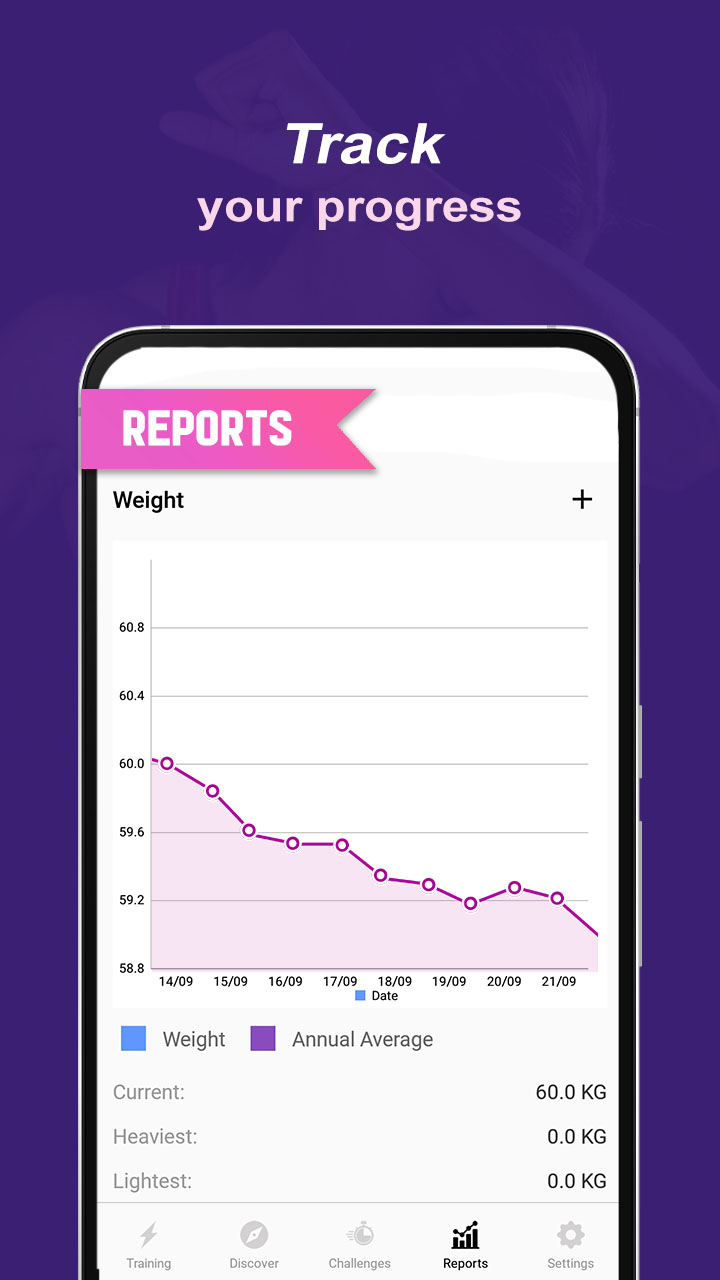 Track
your progress
REPORTS
Weight +
60.8
60.4
60.0
59.6
59.2
58.8
14/09 15/09 16/09 17/09 18/09 19/09 20/09 21/09
Date
Weight Annual Average
Current: 60.0 KG
Heaviest: 0.0 KG
Lightest: 0.0 KG
Training Discover Challenges Reports Settings